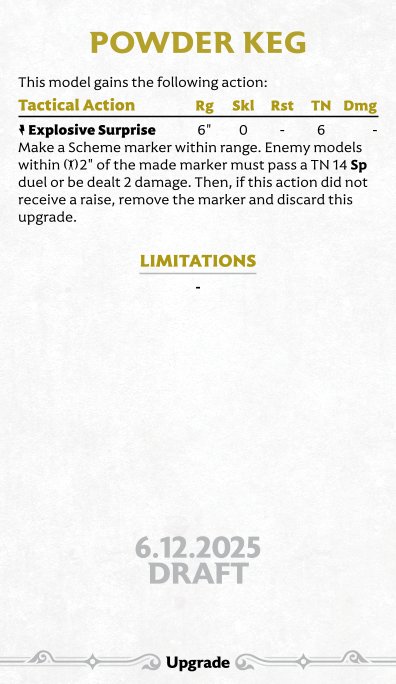 POWDER KEG
This model gains the following action:
Tactical Action Rg Skl Rst TN Dmg
Explosive Surprise 6" 0 - 6 -
Make a Scheme marker within range. Enemy models
within 2" of the made marker must pass a TN 14 Sp
duel or be dealt 2 damage. Then, if this action did not
receive a raise, remove the marker and discard this
upgrade.
LIMITATIONS
-
6.12.2025
DRAFT
Upgrade